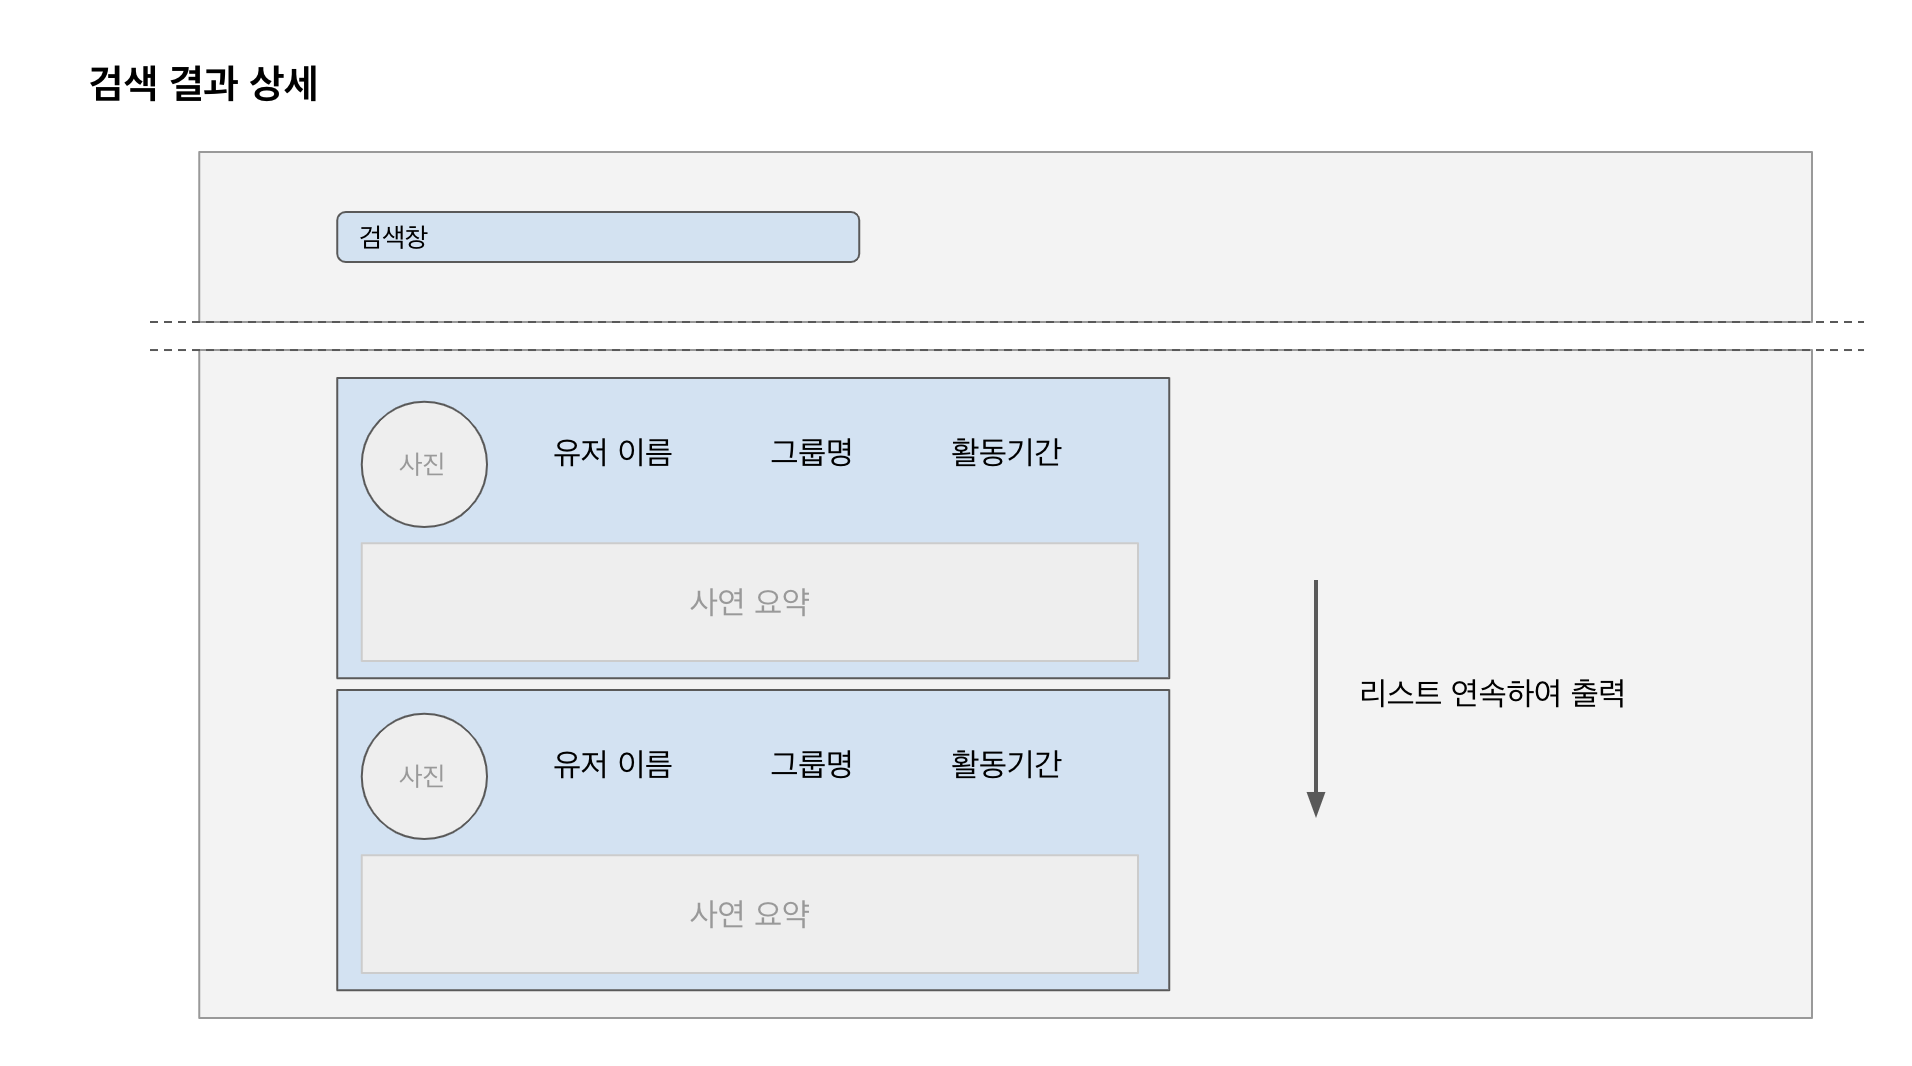 검색 결과 상세
검색창
사진
유저 이름 그룹명 활동기간
사연 요약
리스트 연속하여 출력
사진
유저 이름 그룹명 활동기간
사연 요약